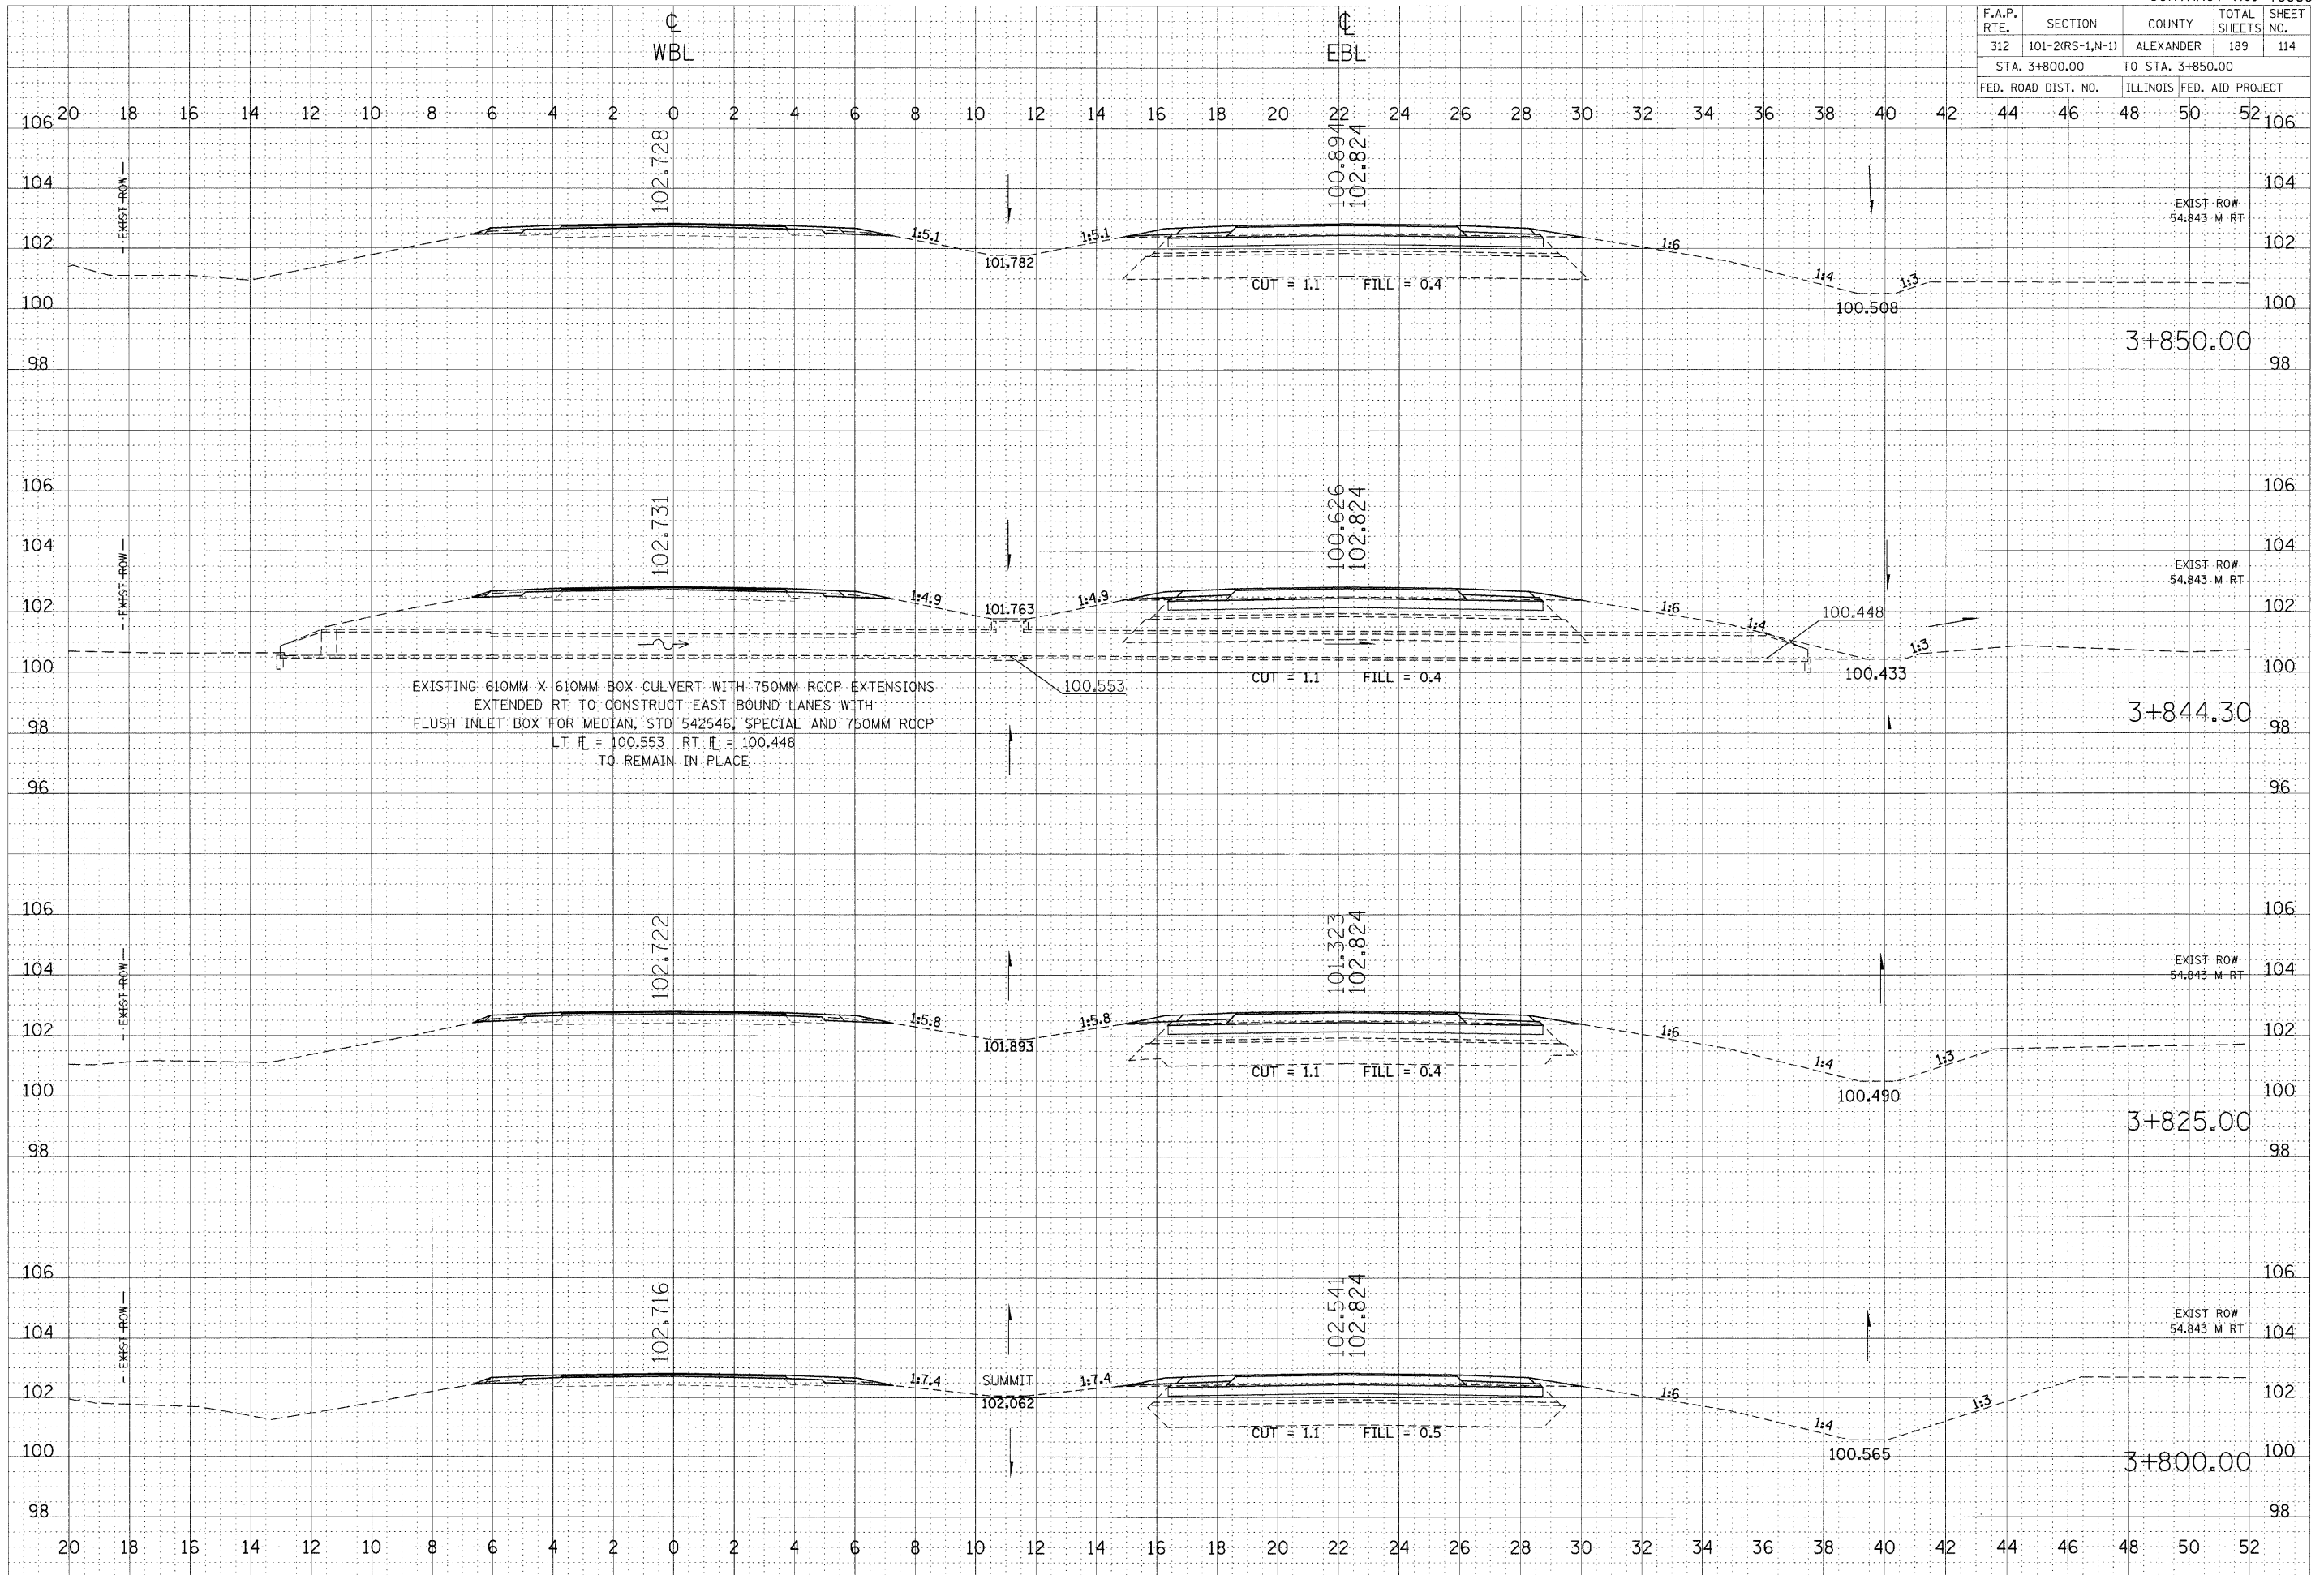 F.A.P. RTE. SECTION COUNTY TOTAL SHEETS SHEET NO.
312 101-2(RS-1,N-1) ALEXANDER 189 114
STA. 3+800.00 TO STA. 3+850.00
FED. ROAD DIST. NO. ILLINOIS FED. AID PROJECT
℄ WBL
℄ EBL
20 18 16 14 12 10 8 6 4 2 0 2 4 6 8 10 12 14 16 18 20 22 24 26 28 30 32 34 36 38 40 42 44 46 48 50 52
106 106
102.728
100.894
102.824
EXIST ROW
104 104
EXIST ROW
54.843 M RT
102 1:5.1 1:5.1 1:6 102
101.782
CUT = 1.1 FILL = 0.4
1:4 1:3
100 100
100.508
3+850.00
98 98
106 106
102.731
100.626
102.824
EXIST ROW
104 104
EXIST ROW
54.843 M RT
102 1:4.9 101.763 1:4.9 1:6 100.448 102
1:4 1:3
100 100
100.433
CUT = 1.1 FILL = 0.4
100.553
EXISTING 610MM X 610MM BOX CULVERT WITH 750MM RCCP EXTENSIONS
EXTENDED RT TO CONSTRUCT EAST BOUND LANES WITH
FLUSH INLET BOX FOR MEDIAN, STD 542546, SPECIAL AND 750MM RCCP
LT FL = 100.553 RT FL = 100.448
TO REMAIN IN PLACE
3+844.30
98 98
96 96
106 106
102.722
101.323
102.824
EXIST ROW
104 104
EXIST ROW
54.843 M RT
102 1:5.8 1:5.8 1:6 102
101.893
CUT = 1.1 FILL = 0.4
1:4 1:3
100 100
100.490
3+825.00
98 98
106 106
102.716
102.541
102.824
EXIST ROW
104 104
EXIST ROW
54.843 M RT
102 1:7.4 SUMMIT 1:7.4 1:6 1:3 102
102.062
CUT = 1.1 FILL = 0.5
1:4
100 100
100.565
3+800.00
98 98
20 18 16 14 12 10 8 6 4 2 0 2 4 6 8 10 12 14 16 18 20 22 24 26 28 30 32 34 36 38 40 42 44 46 48 50 52